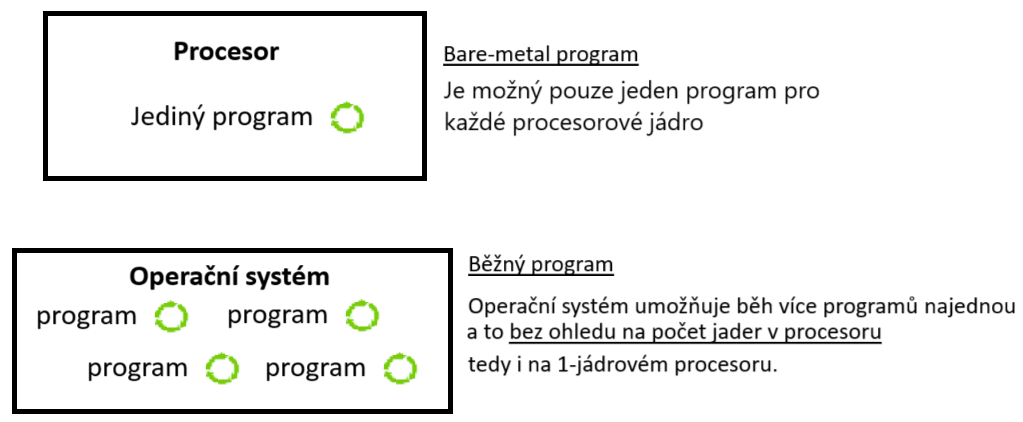 Procesor
Jediný program
Bare-metal program
Je možný pouze jeden program pro
každé procesorové jádro
Operační systém
program program
program program
Běžný program
Operační systém umožňuje běh více programů najednou
a to bez ohledu na počet jader v procesoru
tedy i na 1-jádrovém procesoru.